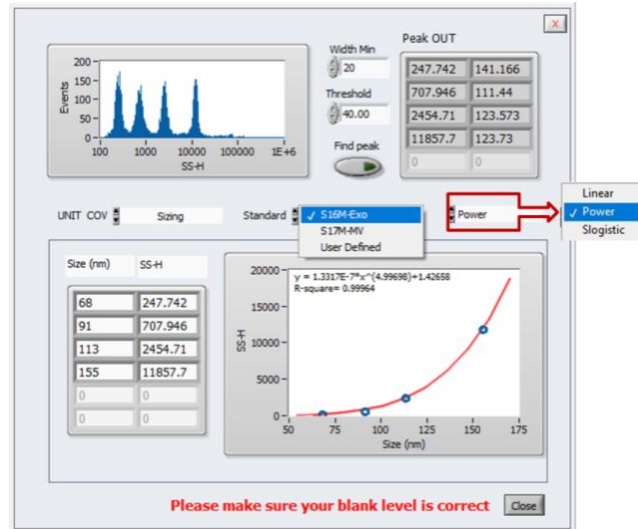 x
Peak OUT
Width Min
20
Threshold
40.00
Find peak
247.742 141.166
707.946 111.44
2454.71 123.573
11857.7 123.73
0 0
Events
200
150
100
50
0
100 1000 10000 100000 1E+6
SS-H
UNIT COV Sizing
Standard ✓ S16M-Exo
S17M-MV
User Defined
Power
Linear
✓ Power
Slogistic
Size (nm) SS-H
68 247.742
91 707.946
113 2454.71
155 11857.7
0 0
0 0
y = 1.3317E-7*x^(4.99698)+1.42658
R-square= 0.99964
SS-H
20000
15000
10000
5000
0
50 75 100 125 150 175
Size (nm)
Please make sure your blank level is correct
Close